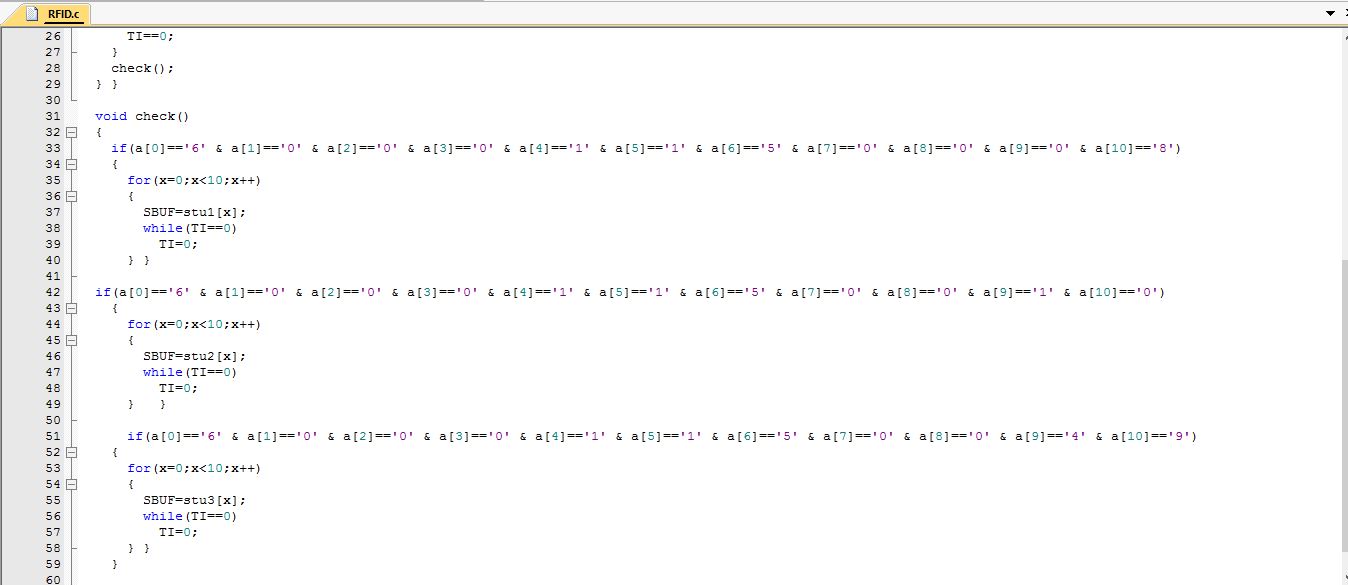 RFID.c
26 TI==0;
27 }
28 check();
29 } }
30
31 void check()
32 {
33 if(a[0]=='6' & a[1]=='0' & a[2]=='0' & a[3]=='0' & a[4]=='1' & a[5]=='1' & a[6]=='5' & a[7]=='0' & a[8]=='0' & a[9]=='0' & a[10]=='8')
34 {
35 for(x=0;x<10;x++)
36 {
37 SBUF=stu1[x];
38 while(TI==0)
39 TI=0;
40 } }
41
42 if(a[0]=='6' & a[1]=='0' & a[2]=='0' & a[3]=='0' & a[4]=='1' & a[5]=='1' & a[6]=='5' & a[7]=='0' & a[8]=='0' & a[9]=='1' & a[10]=='0')
43 {
44 for(x=0;x<10;x++)
45 {
46 SBUF=stu2[x];
47 while(TI==0)
48 TI=0;
49 } }
50
51 if(a[0]=='6' & a[1]=='0' & a[2]=='0' & a[3]=='0' & a[4]=='1' & a[5]=='1' & a[6]=='5' & a[7]=='0' & a[8]=='0' & a[9]=='4' & a[10]=='9')
52 {
53 for(x=0;x<10;x++)
54 {
55 SBUF=stu3[x];
56 while(TI==0)
57 TI=0;
58 } }
59 }
60